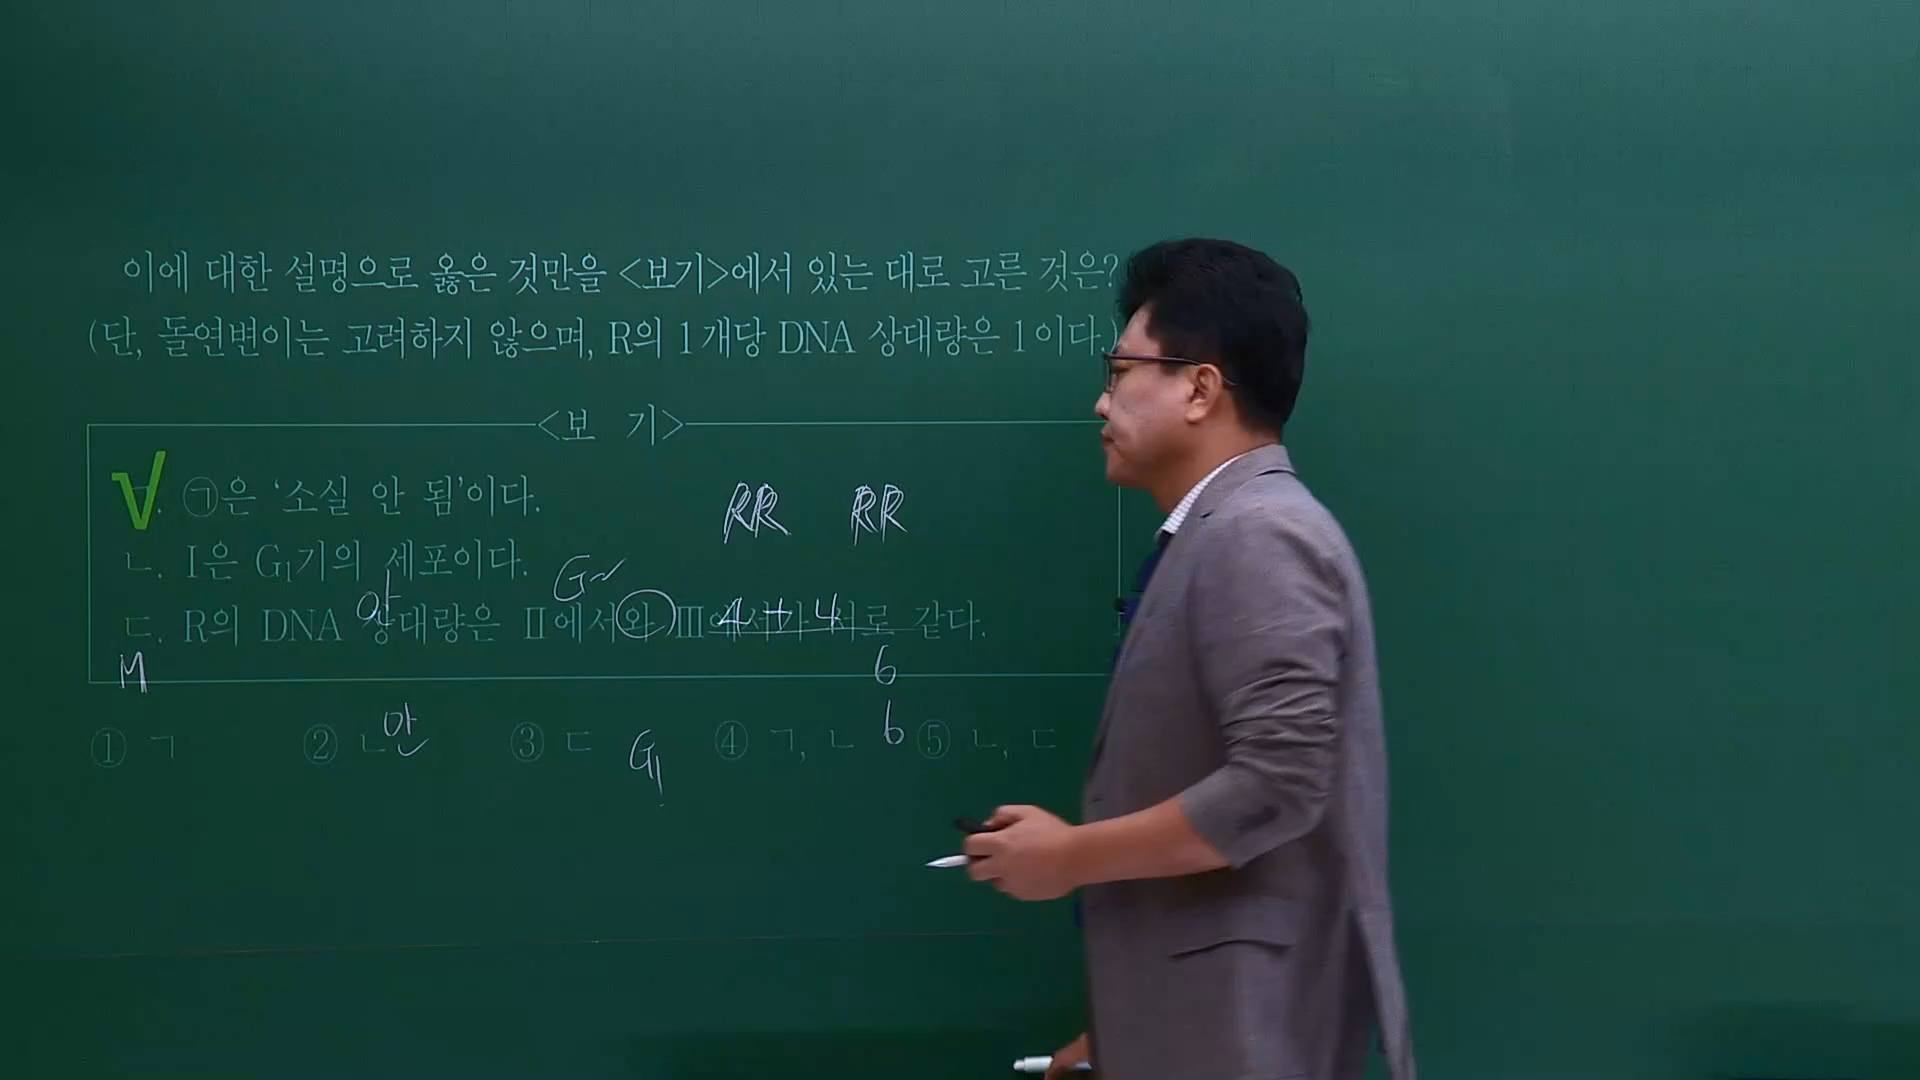 이에 대한 설명으로 옳은 것만을 <보기>에서 있는 대로 고른 것은?
(단, 돌연변이는 고려하지 않으며, R의 1개당 DNA 상대량은 1이다.)
<보 기>
㉠은 ‘소실 안 됨’이다.
RR RR
ㄴ. Ⅰ은 G₁기의 세포이다.
ㄷ. R의 DNA 상대량은 Ⅱ에서와 Ⅲ에서가 서로 같다.
4 + 4
M
6
안
6
① ㄱ ② ㄴ ③ ㄷ ④ ㄱ, ㄴ ⑤ ㄴ, ㄷ
G₁